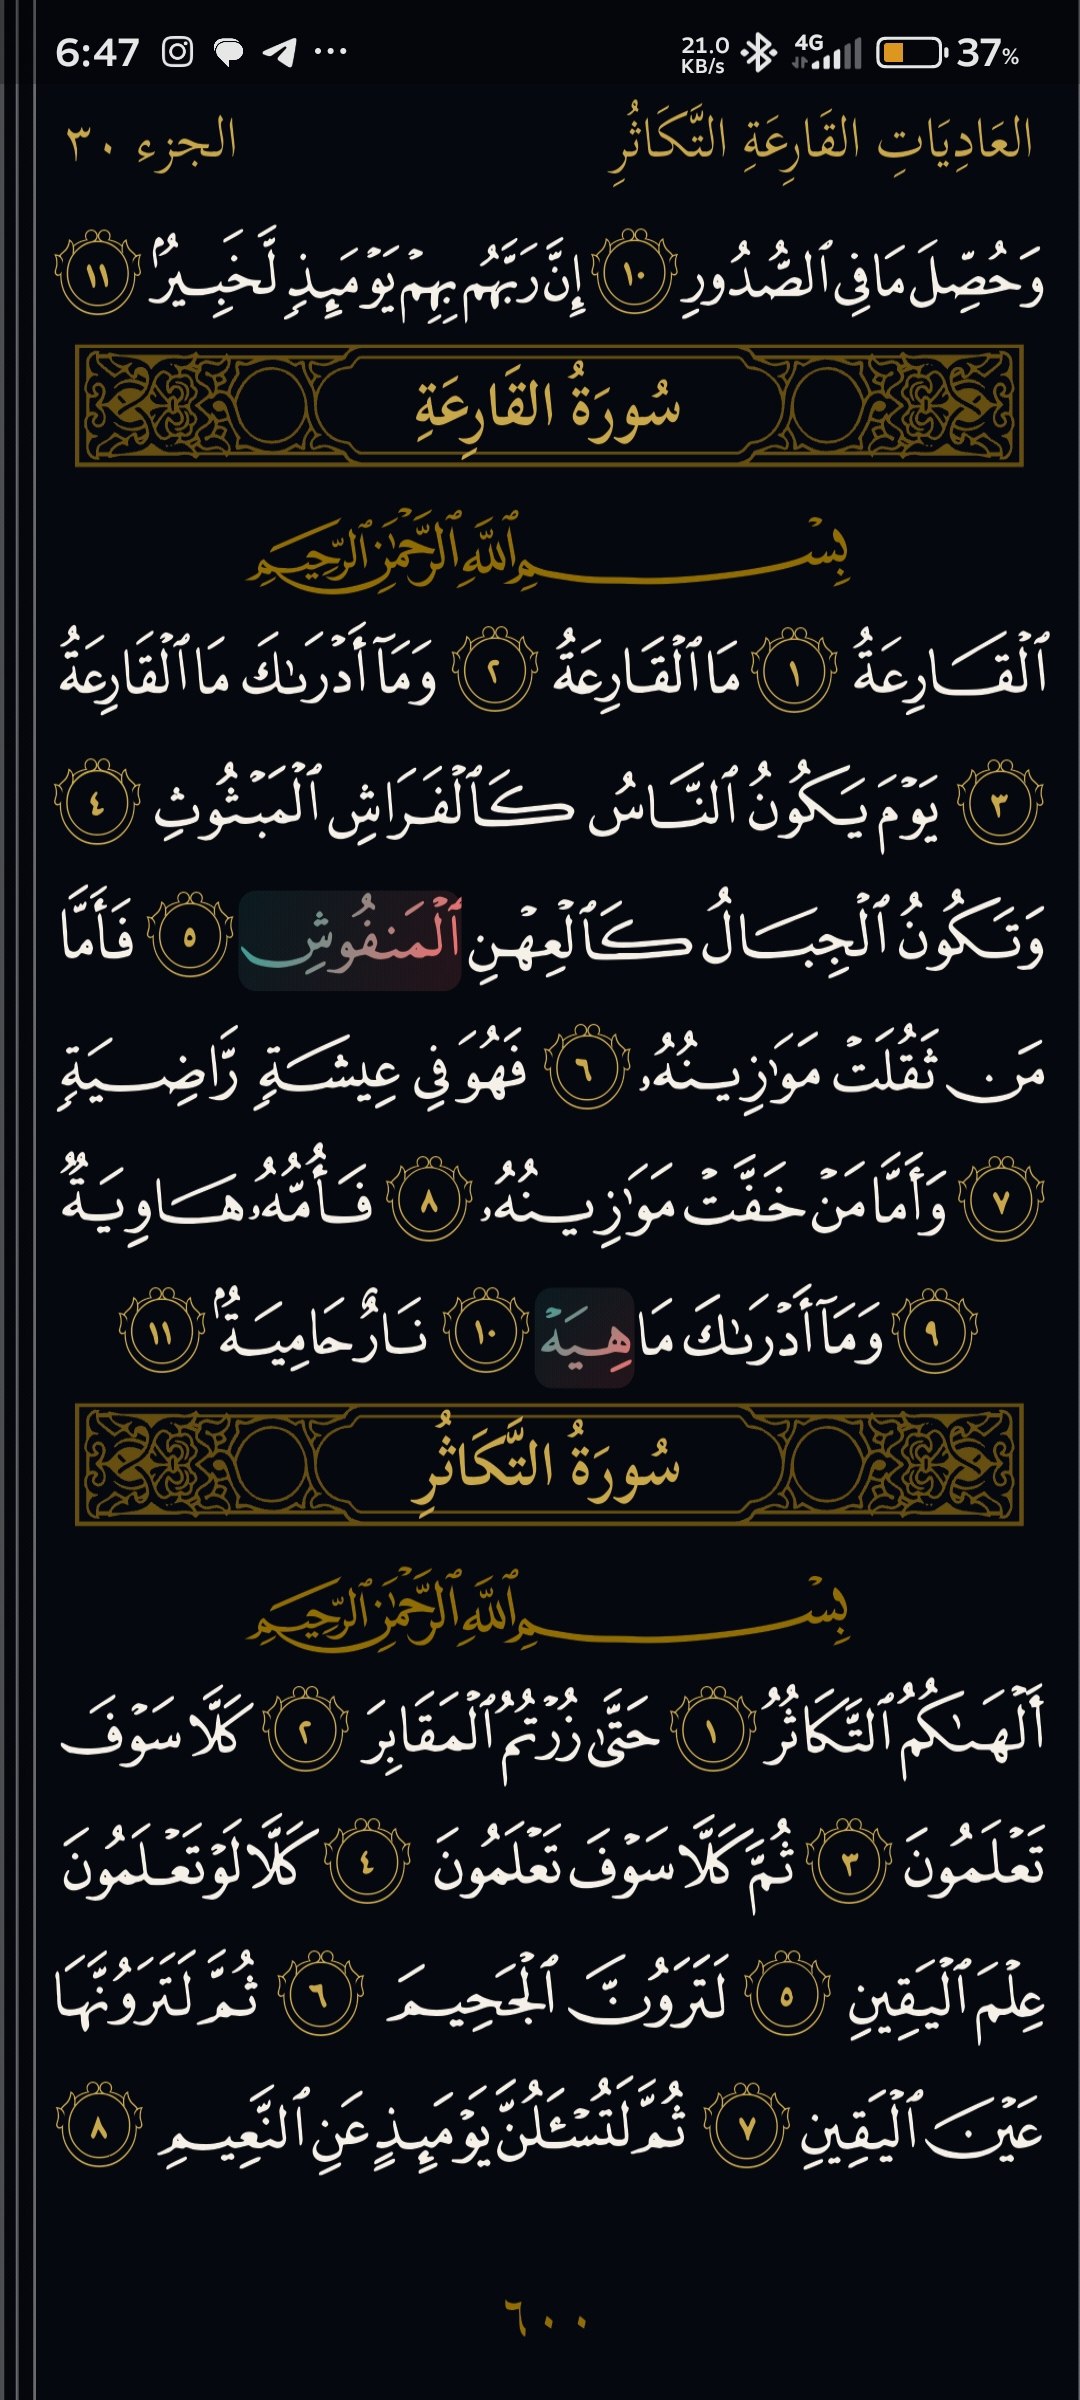 6:47 ... 21.0 KB/s 4G 37%
العَادِيَاتِ القَارِعَةِ التَّكَاثُرِ الجزء ٣٠
وَحُصِّلَ مَا فِي ٱلصُّدُورِ ١٠ إِنَّ رَبَّهُم بِهِمۡ يَوۡمَئِذٖ لَّخَبِيرُۢ ١١
سُورَةُ القَارِعَةِ
بِسۡمِ ٱللَّهِ ٱلرَّحۡمَٰنِ ٱلرَّحِيمِ
ٱلۡقَارِعَةُ ١ مَا ٱلۡقَارِعَةُ ٢ وَمَآ أَدۡرَىٰكَ مَا ٱلۡقَارِعَةُ
٣ يَوۡمَ يَكُونُ ٱلنَّاسُ كَٱلۡفَرَاشِ ٱلۡمَبۡثُوثِ ٤
وَتَكُونُ ٱلۡجِبَالُ كَٱلۡعِهۡنِ ٱلۡمَنفُوشِ ٥ فَأَمَّا
مَن ثَقُلَتۡ مَوَٰزِينُهُۥ ٦ فَهُوَ فِي عِيشَةٖ رَّاضِيَةٖ
٧ وَأَمَّا مَنۡ خَفَّتۡ مَوَٰزِينُهُۥ ٨ فَأُمُّهُۥ هَاوِيَةٞ
٩ وَمَآ أَدۡرَىٰكَ مَا هِيَهۡ ١٠ نَارٌ حَامِيَةُۢ ١١
سُورَةُ التَّكَاثُرِ
بِسۡمِ ٱللَّهِ ٱلرَّحۡمَٰنِ ٱلرَّحِيمِ
أَلۡهَىٰكُمُ ٱلتَّكَاثُرُ ١ حَتَّىٰ زُرۡتُمُ ٱلۡمَقَابِرَ ٢ كَلَّا سَوۡفَ
تَعۡلَمُونَ ٣ ثُمَّ كَلَّا سَوۡفَ تَعۡلَمُونَ ٤ كَلَّا لَوۡ تَعۡلَمُونَ
عِلۡمَ ٱلۡيَقِينِ ٥ لَتَرَوُنَّ ٱلۡجَحِيمَ ٦ ثُمَّ لَتَرَوُنَّهَا
عَيۡنَ ٱلۡيَقِينِ ٧ ثُمَّ لَتُسۡـَٔلُنَّ يَوۡمَئِذٍ عَنِ ٱلنَّعِيمِ ٨
٦٠٠